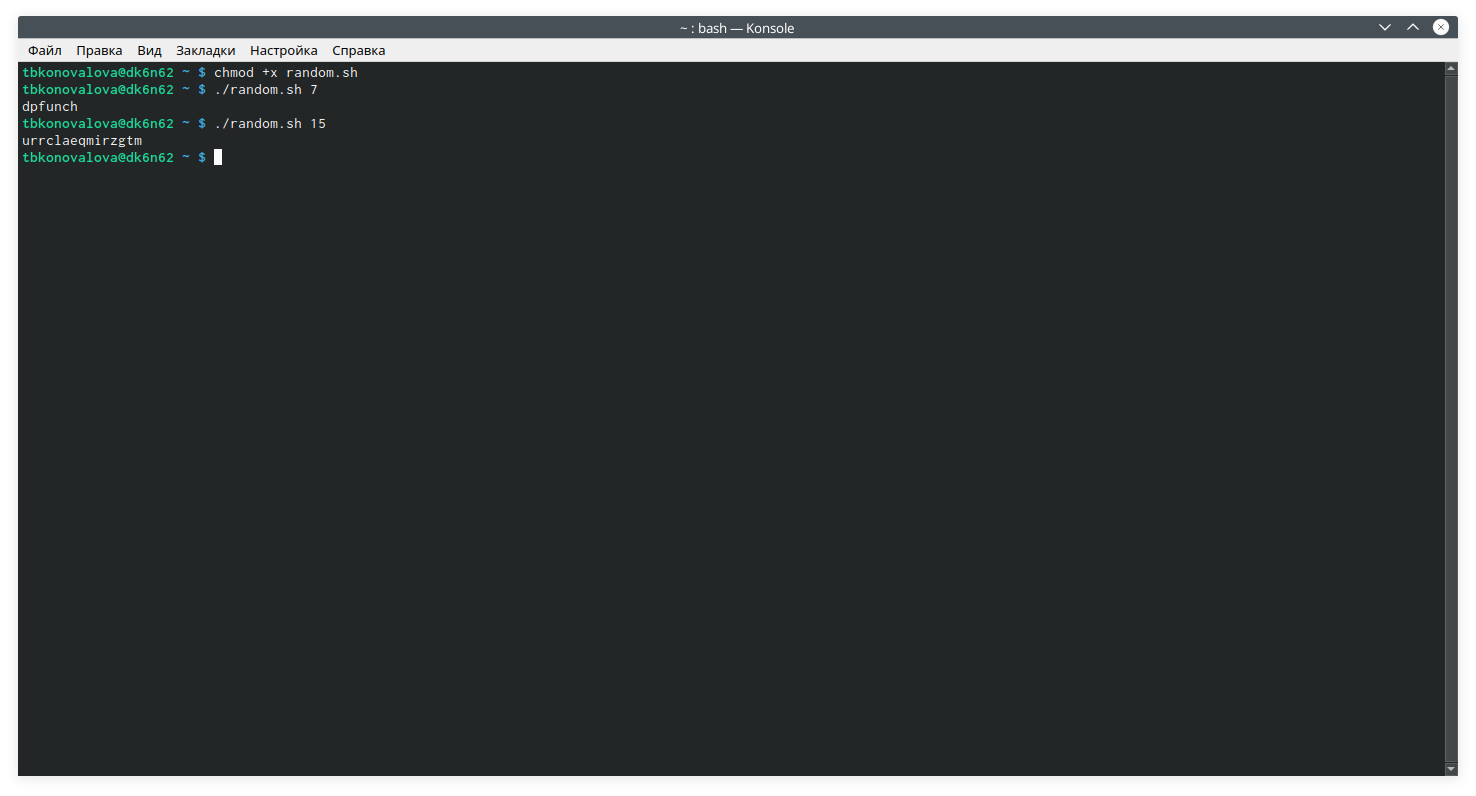 ~ : bash — Konsole
Файл Правка Вид Закладки Настройка Справка
tbkonovalova@dk6n62 ~ $ chmod +x random.sh
tbkonovalova@dk6n62 ~ $ ./random.sh 7
dpfunch
tbkonovalova@dk6n62 ~ $ ./random.sh 15
urrclaeqmirzgtm
tbkonovalova@dk6n62 ~ $